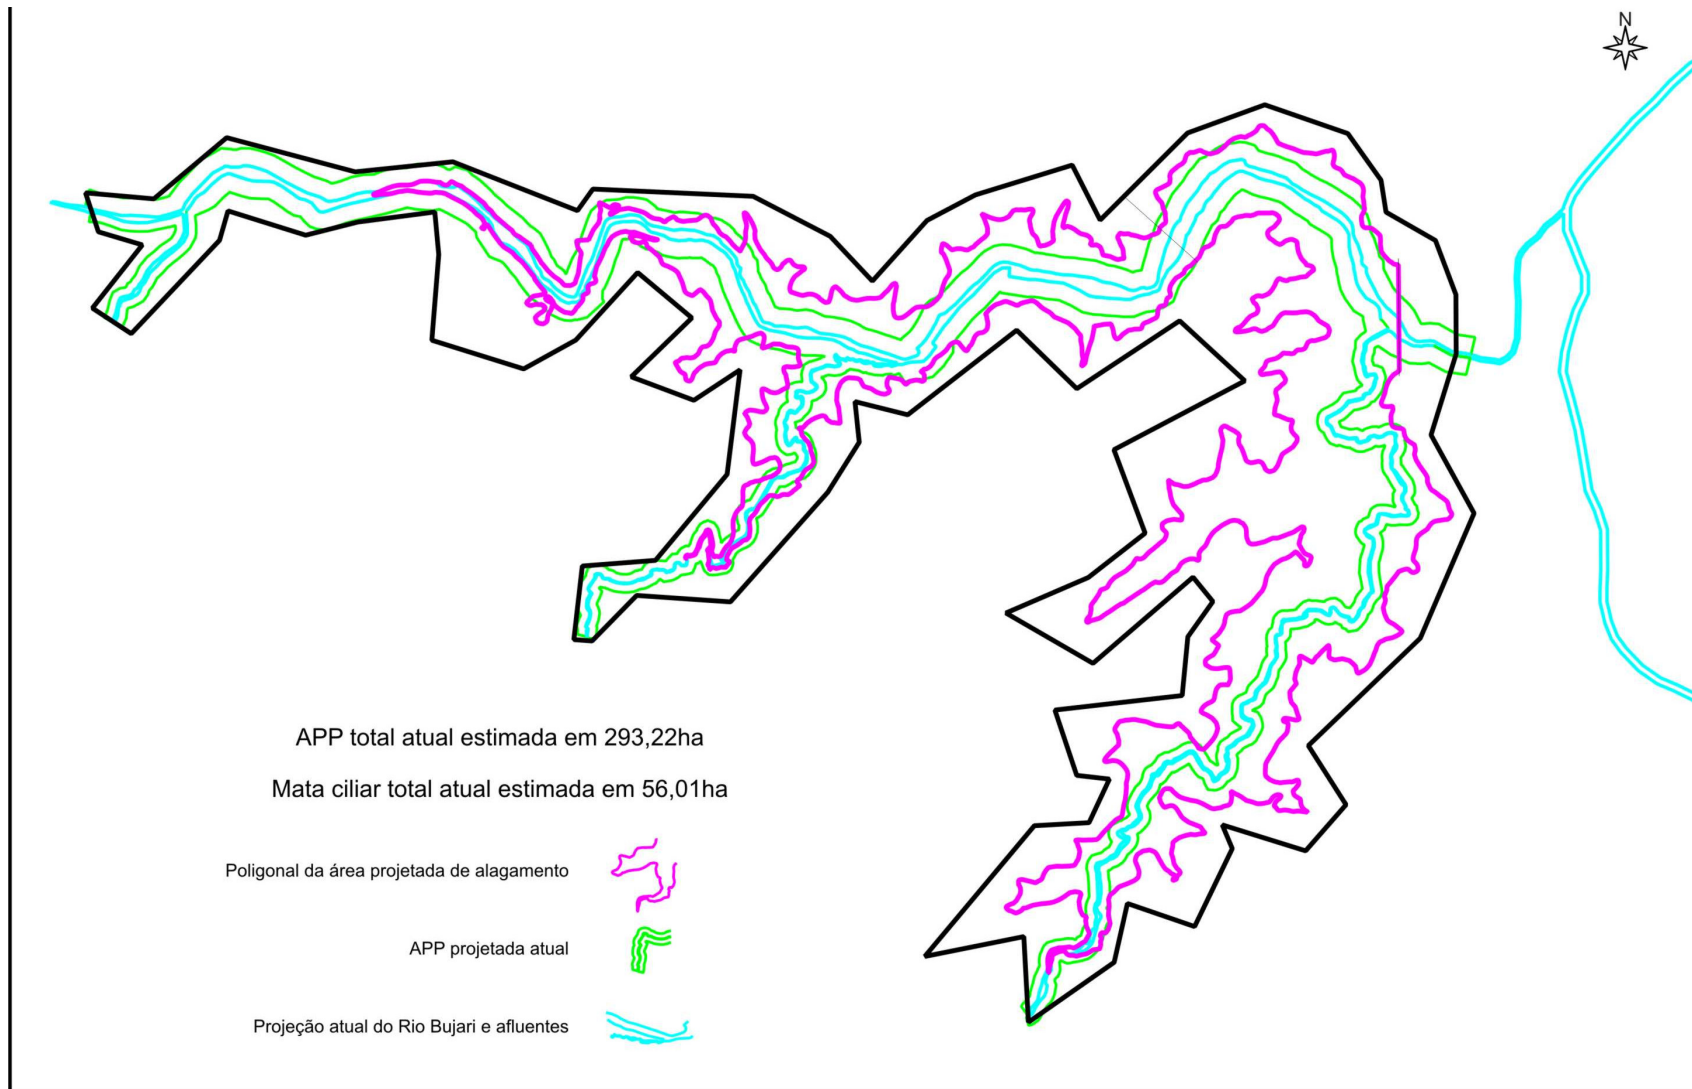 N
APP total atual estimada em 293,22ha
Mata ciliar total atual estimada em 56,01ha
Poligonal da área projetada de alagamento
APP projetada atual
Projeção atual do Rio Bujari e afluentes